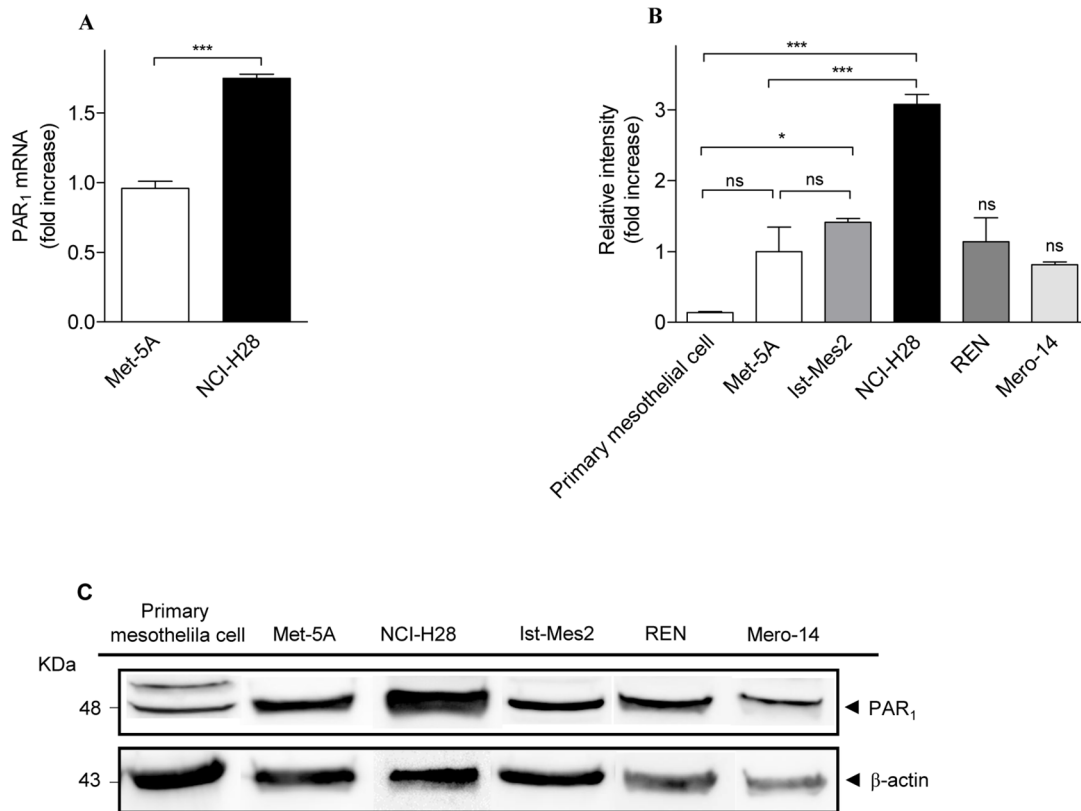 A
***
PAR1 mRNA
(fold increase)
1.5
1.0
0.5
0.0
Met-5A
NCI-H28
B
***
***
*
ns
ns
ns
ns
Relative intensity
(fold increase)
3
2
1
0
Primary mesothelial cell
Met-5A
Ist-Mes2
NCI-H28
REN
Mero-14
C
Primary
mesothelila cell
Met-5A
NCI-H28
Ist-Mes2
REN
Mero-14
KDa
48
PAR1
43
β-actin